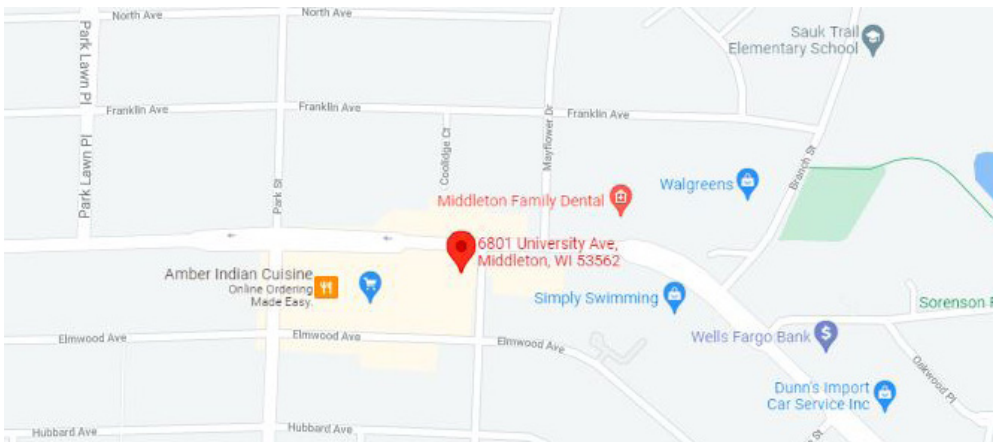 North Ave
North Ave
Sauk Trail
Elementary School
Park Lawn Pl
Franklin Ave
Franklin Ave
Mayflower Dr
Coolidge Ct
Park Lawn Pl
Park St
Branch St
Walgreens
Middleton Family Dental
6801 University Ave,
Middleton, WI 53562
Amber Indian Cuisine
Online Ordering
Made Easy.
Simply Swimming
Sorenson
Elmwood Ave
Elmwood Ave
Elmwood Ave
Wells Fargo Bank
$
Oakwood Pl
Dunn's Import
Car Service Inc
Hubbard Ave
Hubbard Ave
St